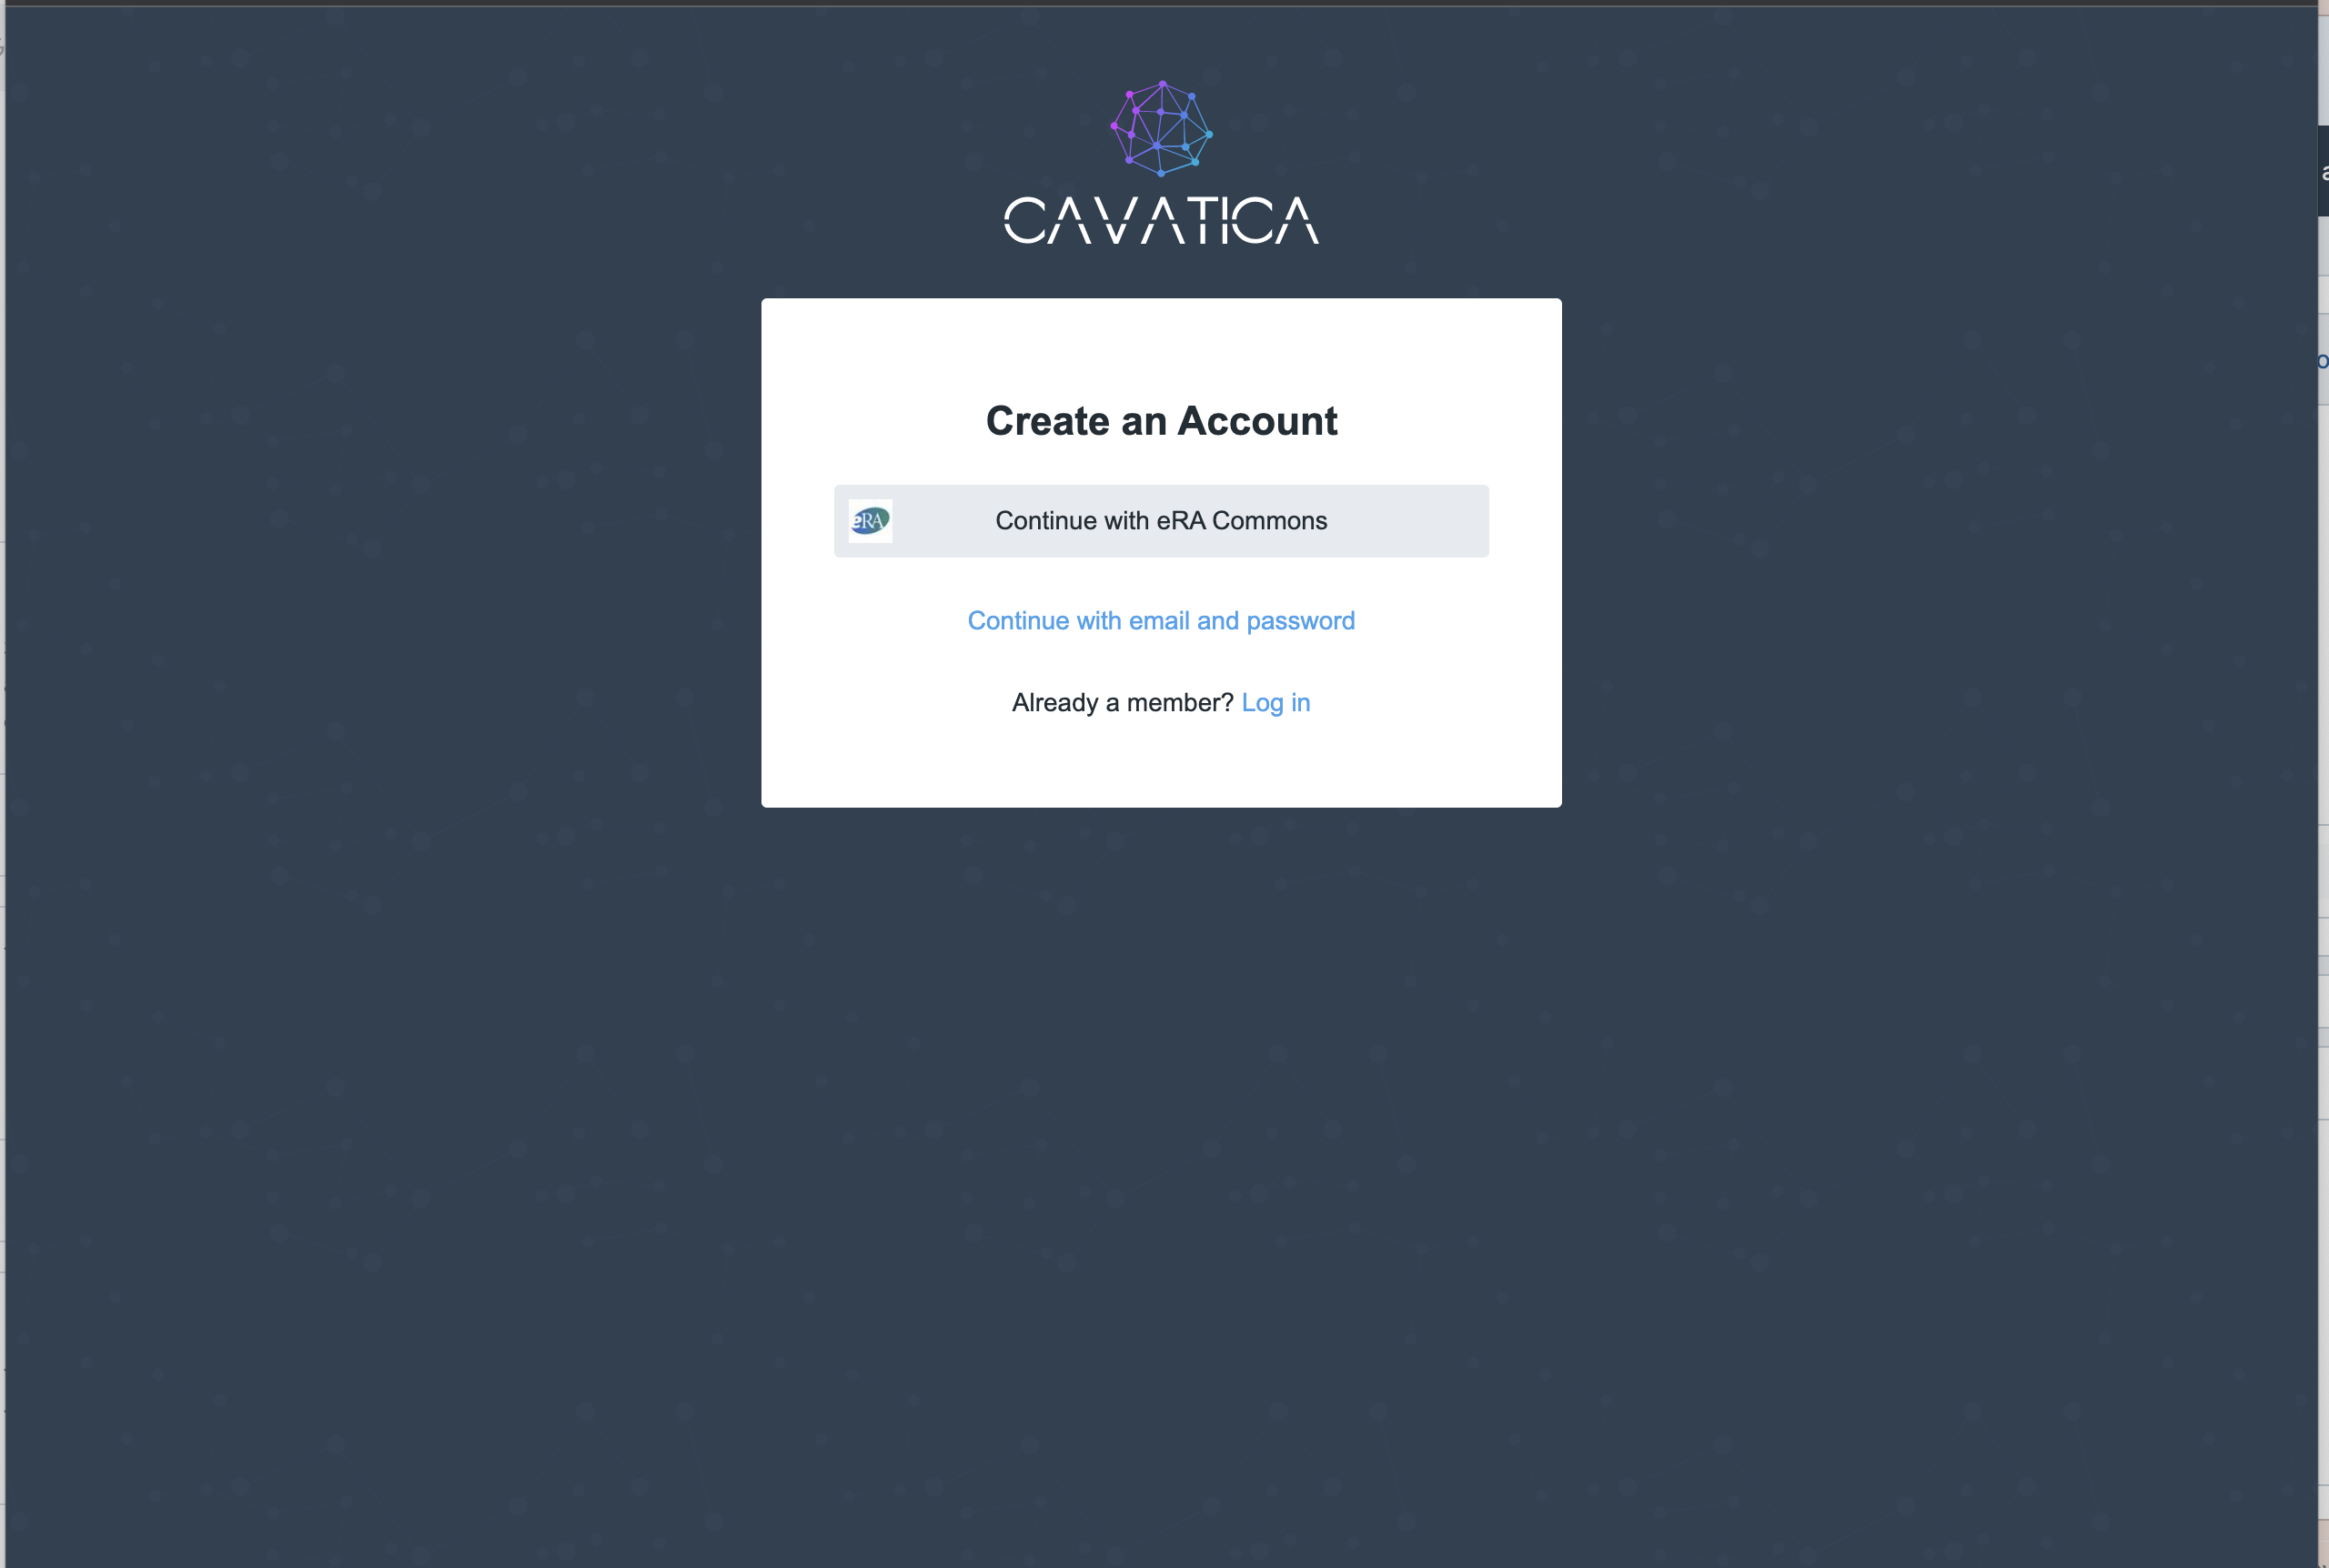 CAVATICA
Create an Account
eRA
Continue with eRA Commons
Continue with email and password
Already a member? Log in